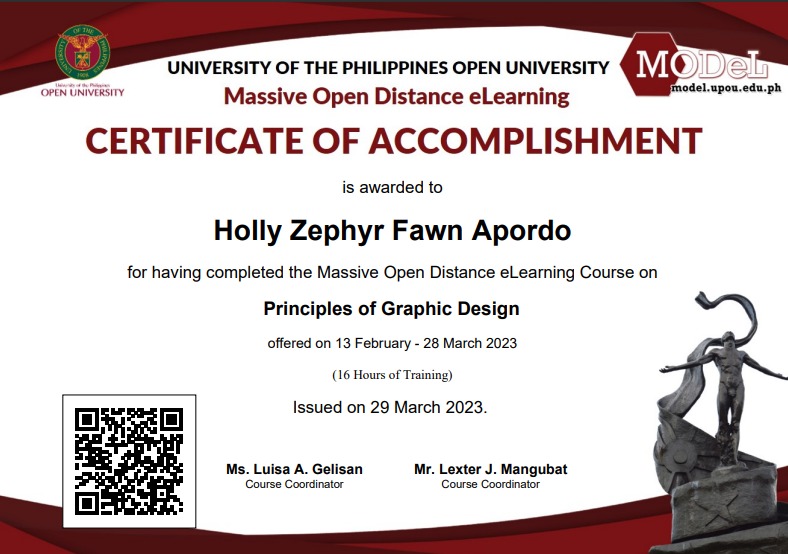 University of the Philippines
OPEN UNIVERSITY
UNIVERSITY OF THE PHILIPPINES OPEN UNIVERSITY
Massive Open Distance eLearning
MODeL
model.upou.edu.ph
CERTIFICATE OF ACCOMPLISHMENT
is awarded to
Holly Zephyr Fawn Apordo
for having completed the Massive Open Distance eLearning Course on
Principles of Graphic Design
offered on 13 February - 28 March 2023
(16 Hours of Training)
Issued on 29 March 2023.
Ms. Luisa A. Gelisan
Course Coordinator
Mr. Lexter J. Mangubat
Course Coordinator